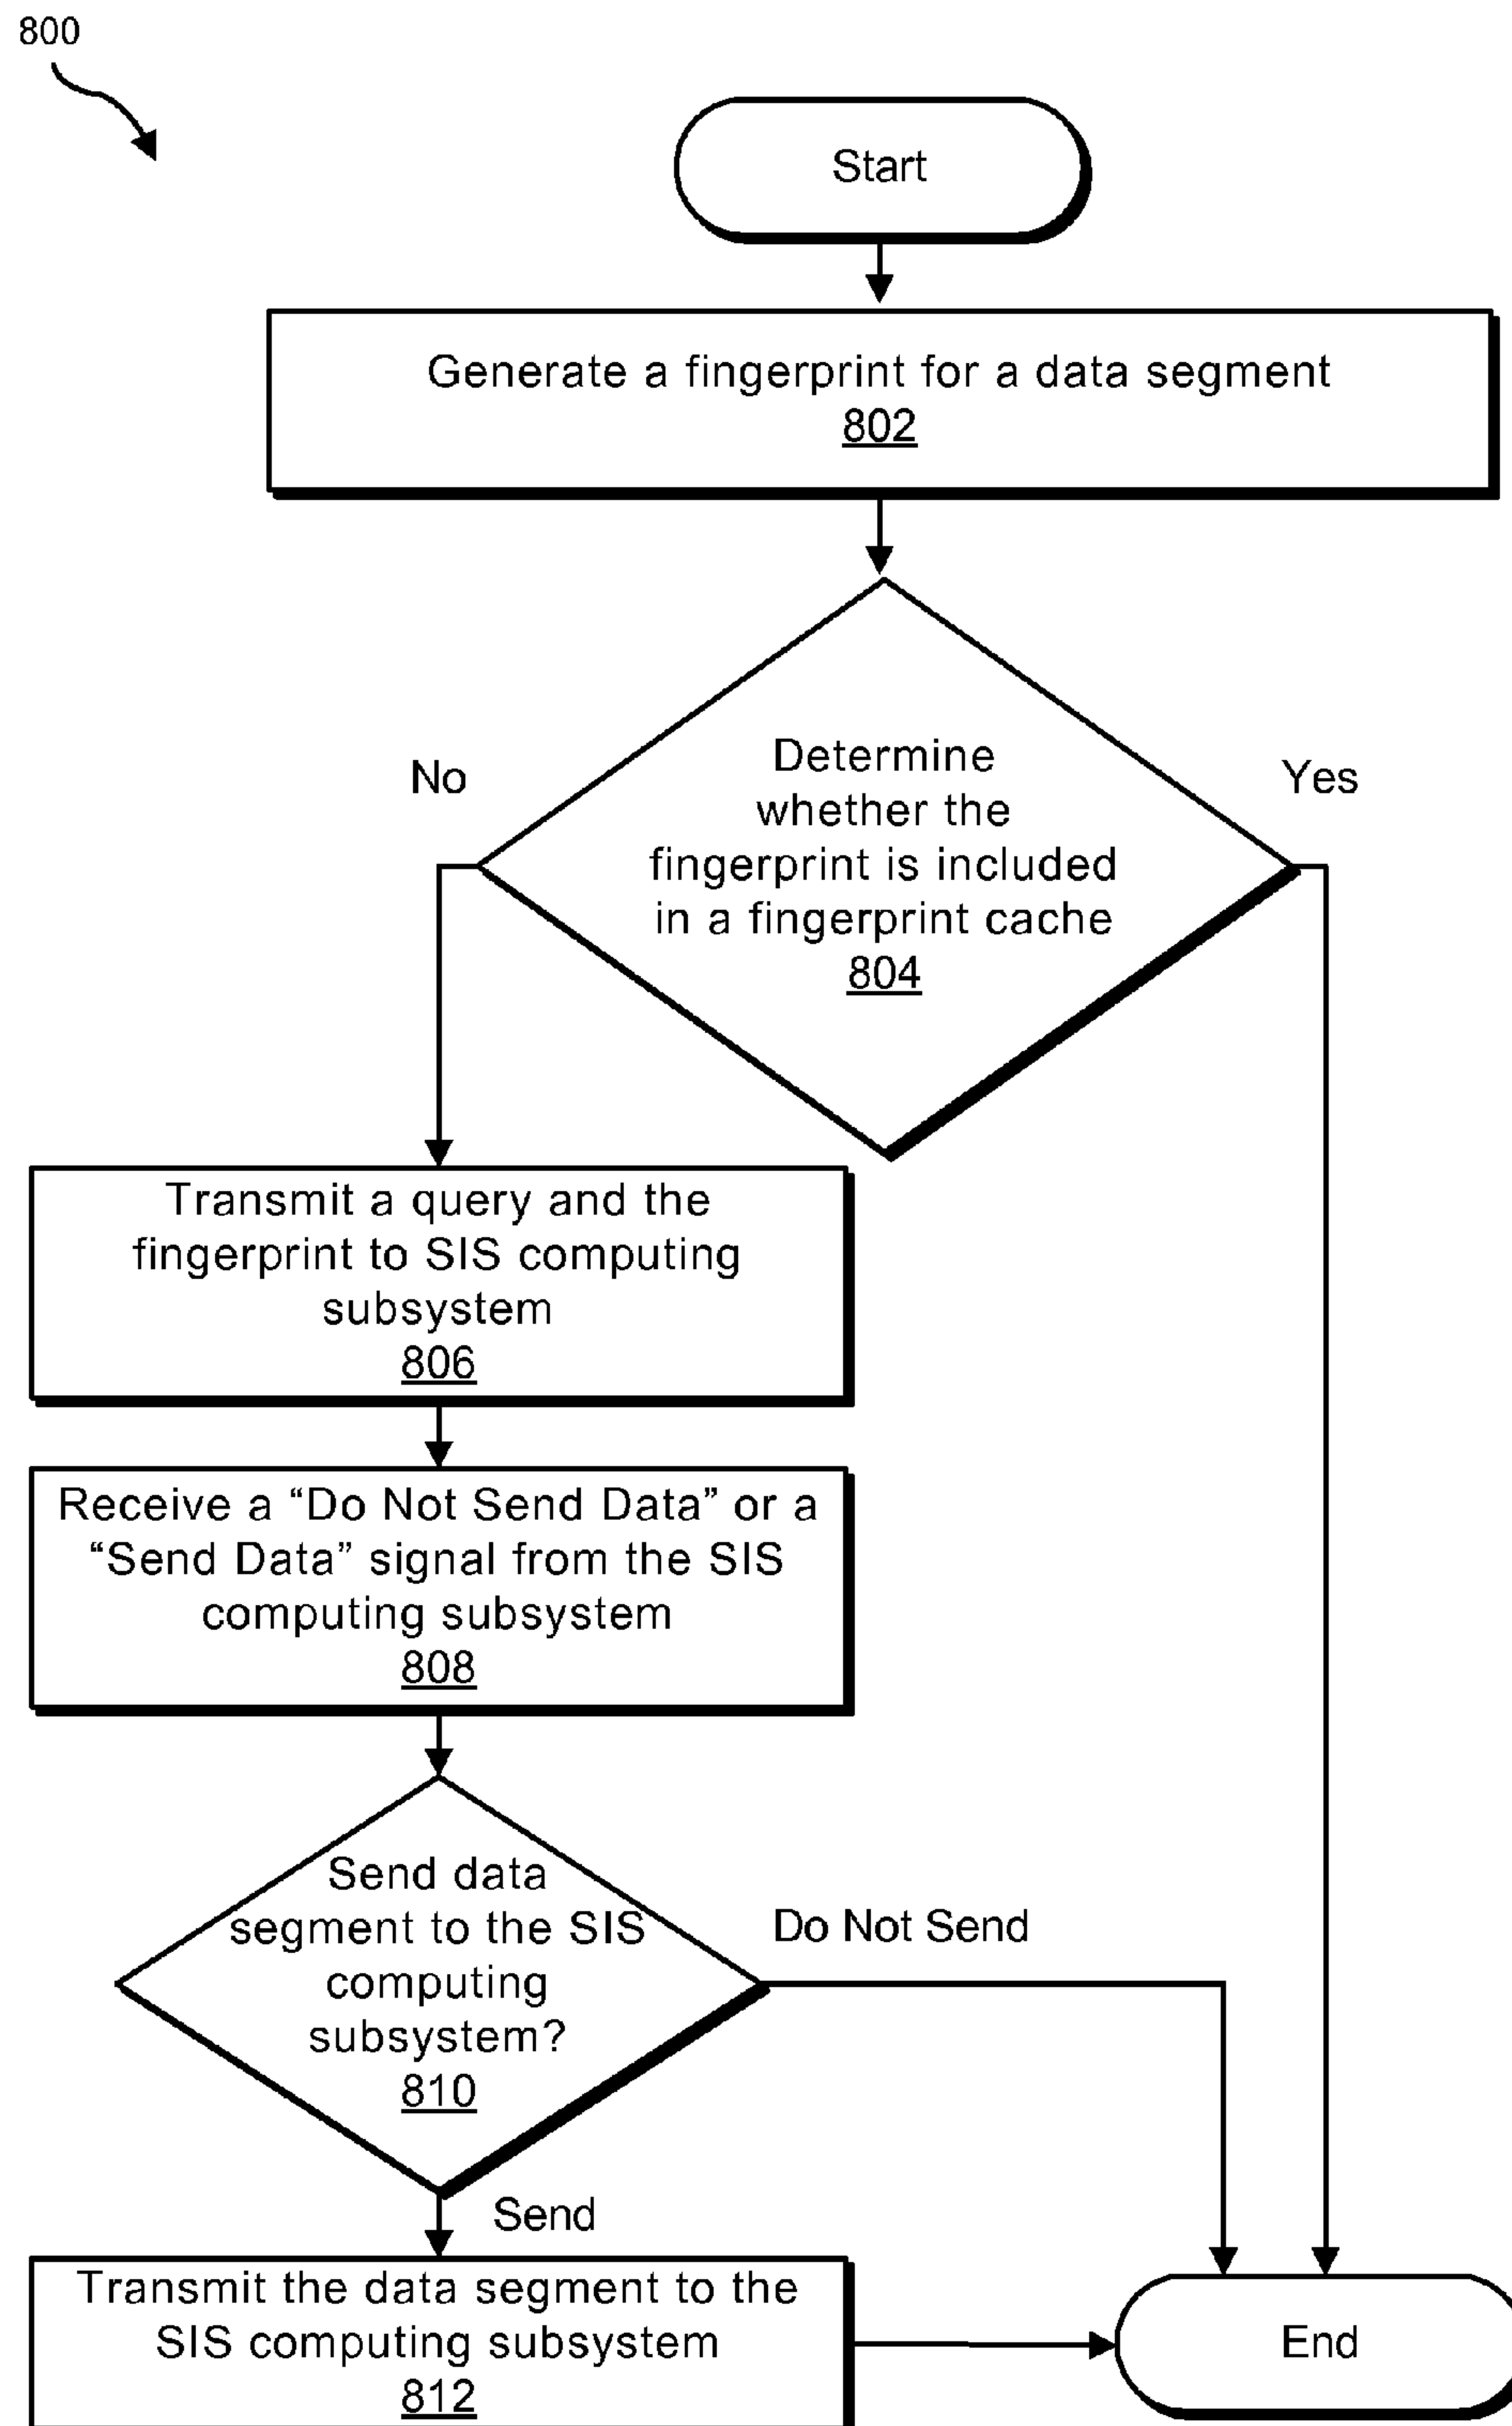 800
Start
Generate a fingerprint for a data segment
802
Determine
whether the
fingerprint is included
in a fingerprint cache
804
No
Yes
Transmit a query and the
fingerprint to SIS computing
subsystem
806
Receive a “Do Not Send Data” or a
“Send Data” signal from the SIS
computing subsystem
808
Send data
segment to the SIS
computing
subsystem?
810
Do Not Send
Send
Transmit the data segment to the
SIS computing subsystem
812
End